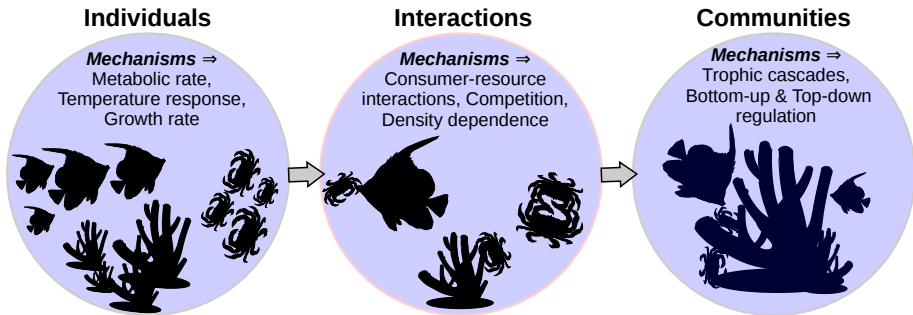 Individuals
Mechanisms ⇒
Metabolic rate,
Temperature response,
Growth rate
Interactions
Mechanisms ⇒
Consumer-resource
interactions, Competition,
Density dependence
Communities
Mechanisms ⇒
Trophic cascades,
Bottom-up & Top-down
regulation